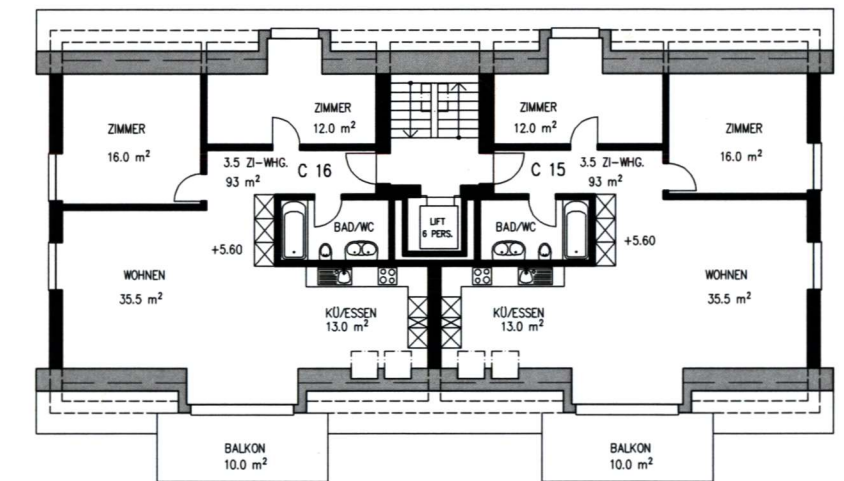 ZIMMER
12.0 m²
ZIMMER
12.0 m²
ZIMMER
16.0 m²
ZIMMER
16.0 m²
3.5 ZI-WHG.
93 m²
C 16
C 15
3.5 ZI-WHG.
93 m²
LIFT
6 PERS.
BAD/WC
BAD/WC
+5.60
+5.60
WOHNEN
35.5 m²
WOHNEN
35.5 m²
KÜ/ESSEN
13.0 m²
KÜ/ESSEN
13.0 m²
BALKON
10.0 m²
BALKON
10.0 m²